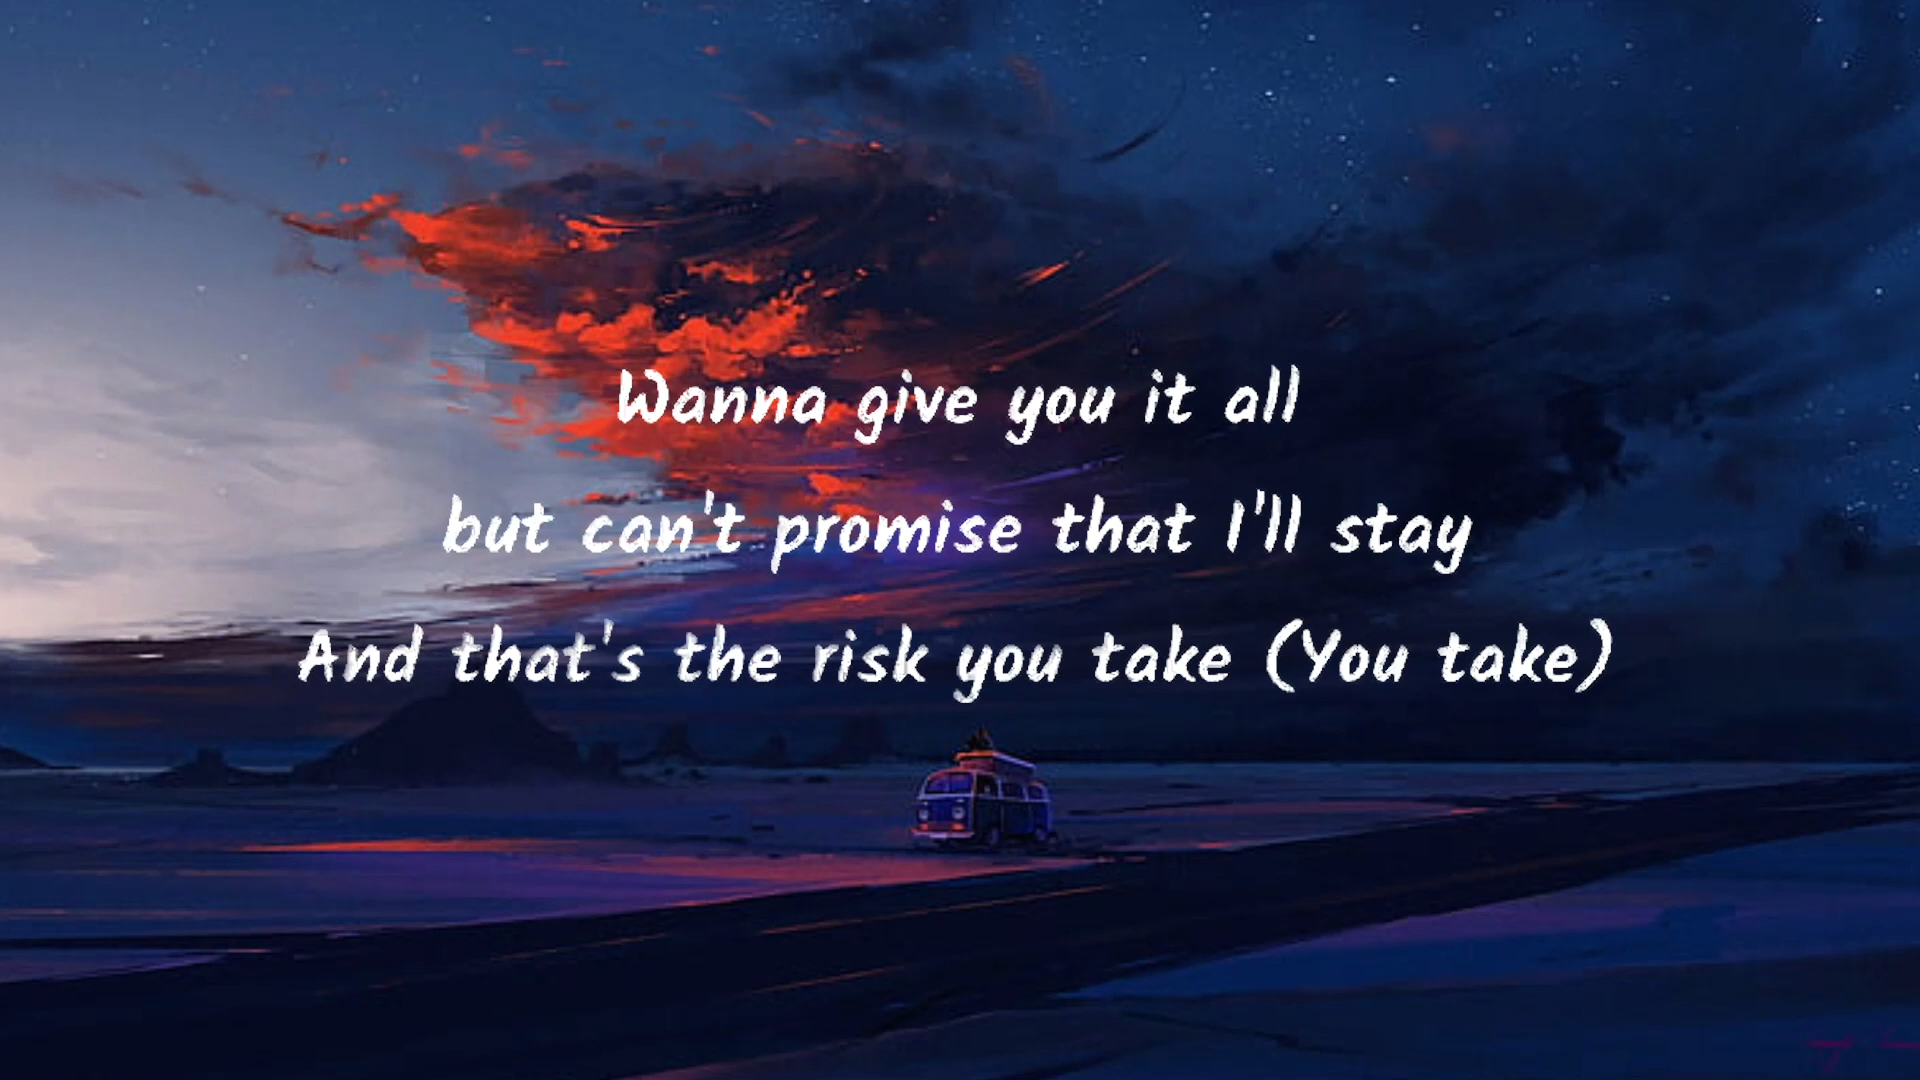 Wanna give you it all
but can't promise that I'll stay
And that's the risk you take (You take)